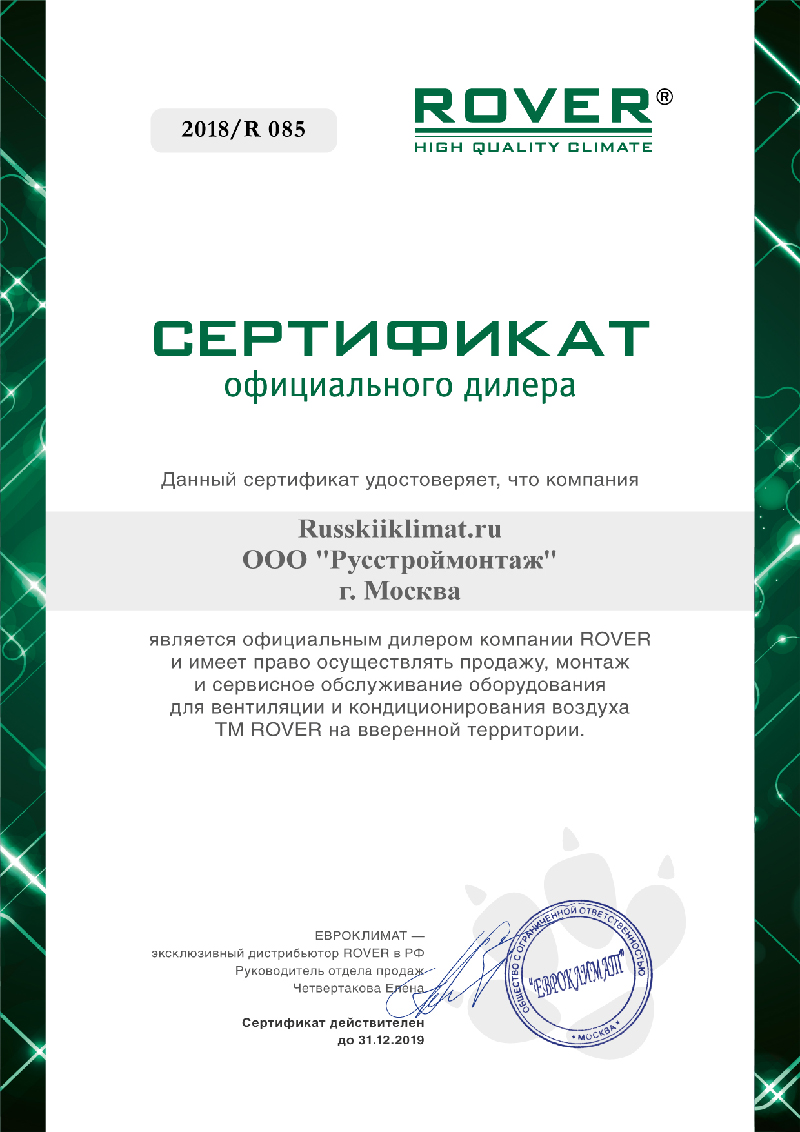 2018/R 085
ROVER®
HIGH QUALITY CLIMATE
СЕРТИФИКАТ
официального дилера
Данный сертификат удостоверяет, что компания
Russkiiklimat.ru
ООО "Русстроймонтаж"
г. Москва
является официальным дилером компании ROVER
и имеет право осуществлять продажу, монтаж
и сервисное обслуживание оборудования
для вентиляции и кондиционирования воздуха
ТМ ROVER на вверенной территории.
ЕВРОКЛИМАТ —
эксклюзивный дистрибьютор ROVER в РФ
Руководитель отдела продаж
Четвертакова Елена
Сертификат действителен
до 31.12.2019
ОБЩЕСТВО С ОГРАНИЧЕННОЙ ОТВЕТСТВЕННОСТЬЮ
"ЕВРОКЛИМАТ"
• МОСКВА •